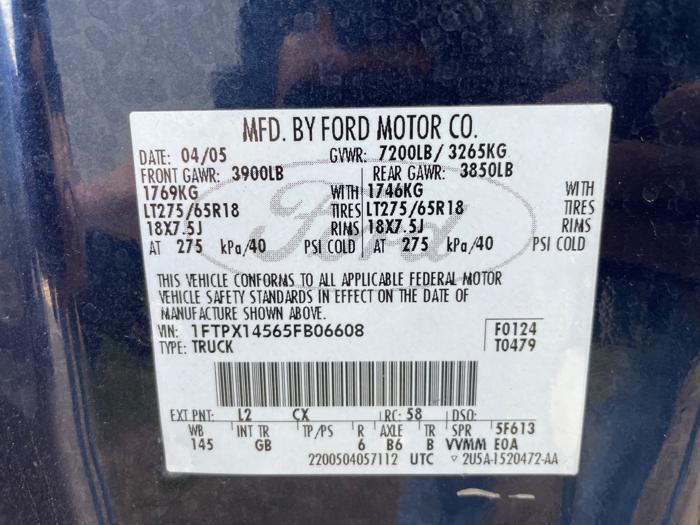 MFD. BY FORD MOTOR CO.
DATE: 04/05 GVWR: 7200LB / 3265KG
FRONT GAWR: 3900LB REAR GAWR: 3850LB
1769KG WITH 1746KG WITH
LT275/65R18 TIRES LT275/65R18 TIRES
18X7.5J RIMS 18X7.5J RIMS
AT 275 kPa/40 PSI COLD AT 275 kPa/40 PSI COLD
Ford
THIS VEHICLE CONFORMS TO ALL APPLICABLE FEDERAL MOTOR
VEHICLE SAFETY STANDARDS IN EFFECT ON THE DATE OF
MANUFACTURE SHOWN ABOVE.
VIN: 1FTPX14565FB06608 F0124
TYPE: TRUCK T0479
EXT PNT: L2 CX RC: 58 DSO:
WB INT TR TP/PS R AXLE TR SPR 5F613
145 GB 6 B6 B VVMM EOA
2200504057112 UTC ▽ 2U5A-1520472-AA